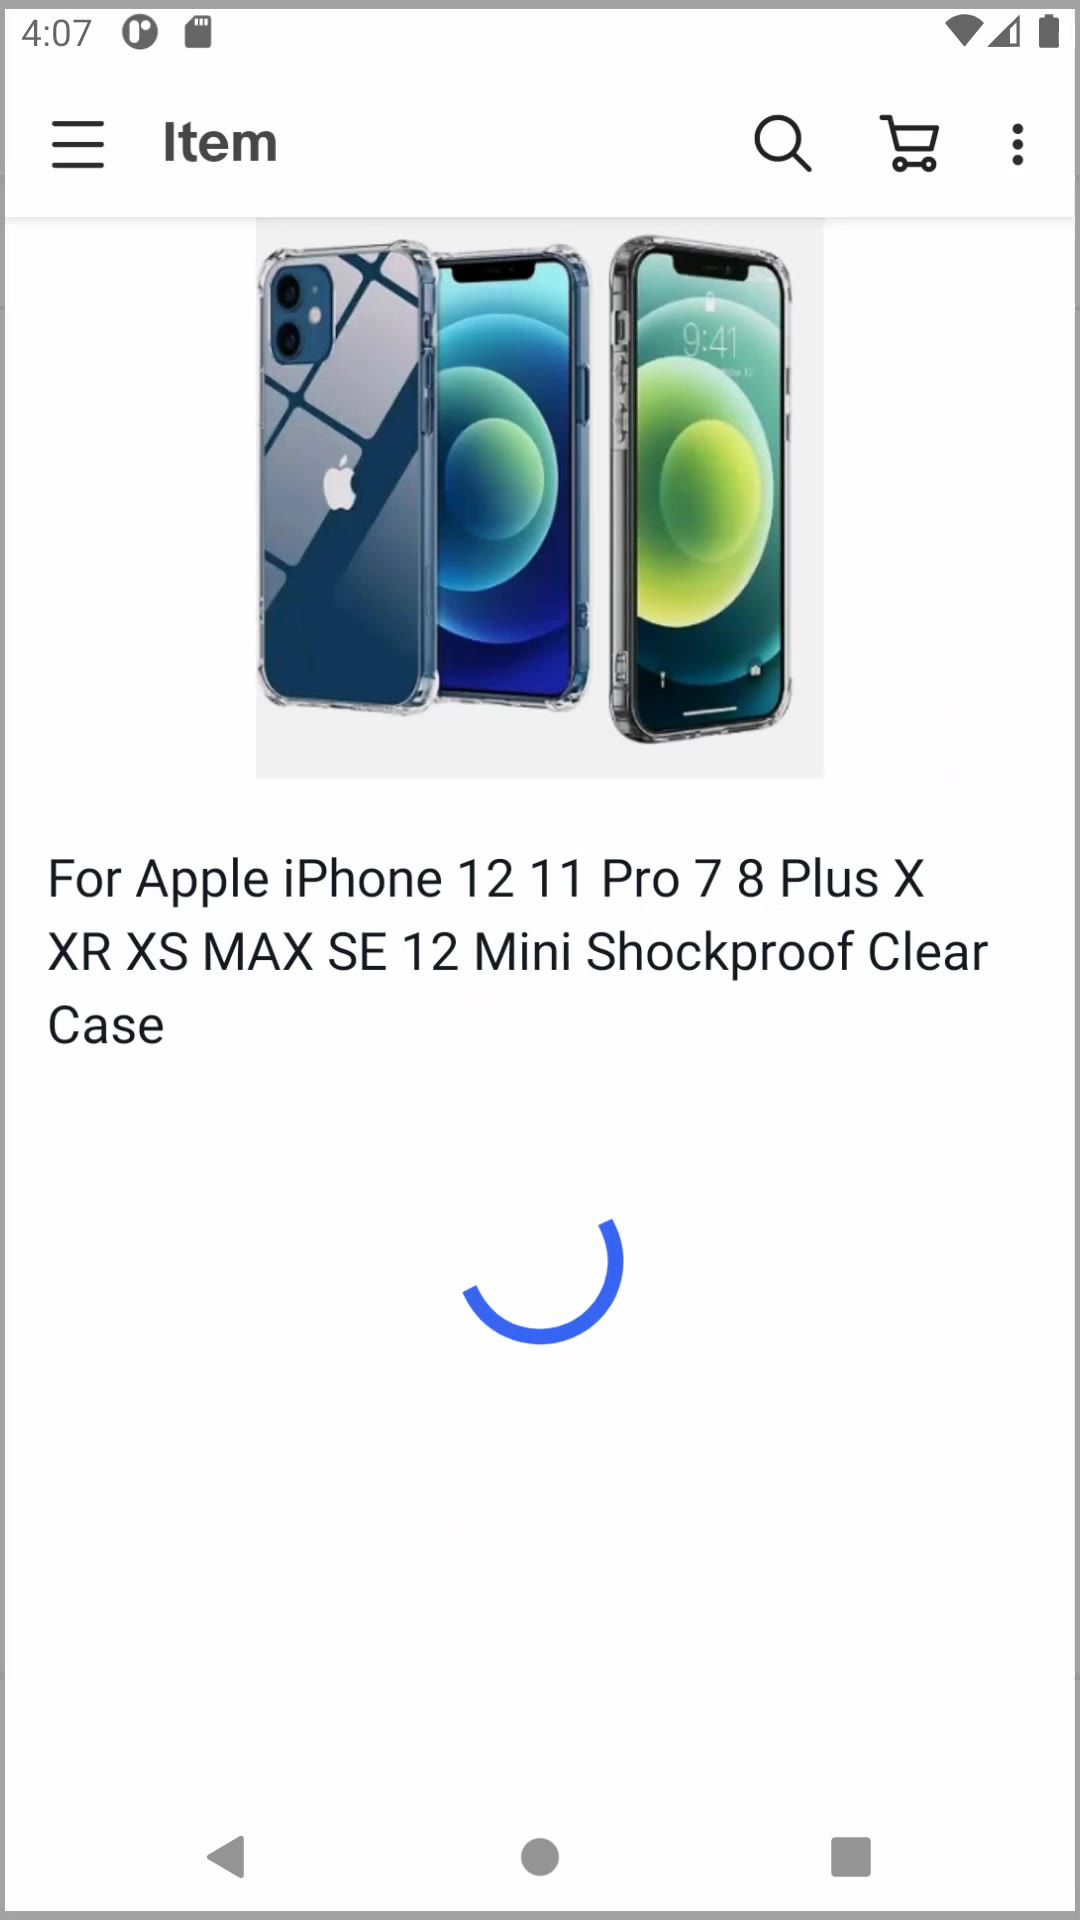 4:07
Item
9:41
For Apple iPhone 12 11 Pro 7 8 Plus X
XR XS MAX SE 12 Mini Shockproof Clear
Case